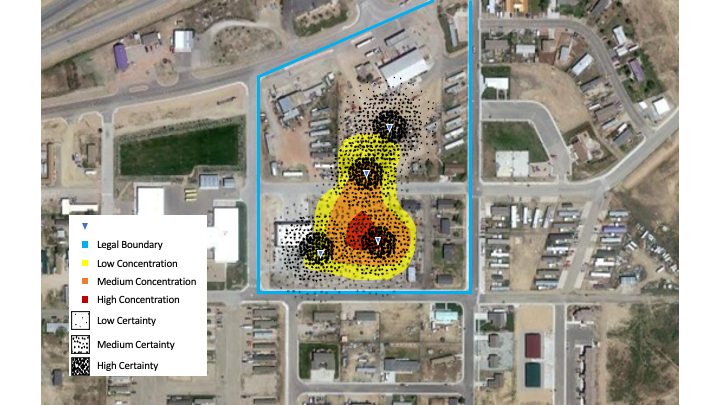 Legal Boundary
Low Concentration
Medium Concentration
High Concentration
Low Certainty
Medium Certainty
High Certainty